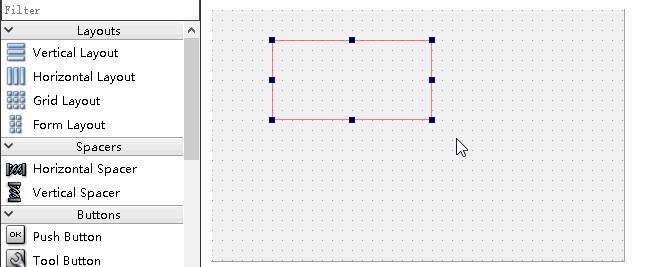 Filter
Layouts
Vertical Layout
Horizontal Layout
Grid Layout
Form Layout
Spacers
Horizontal Spacer
Vertical Spacer
Buttons
OK
Push Button
Tool Button